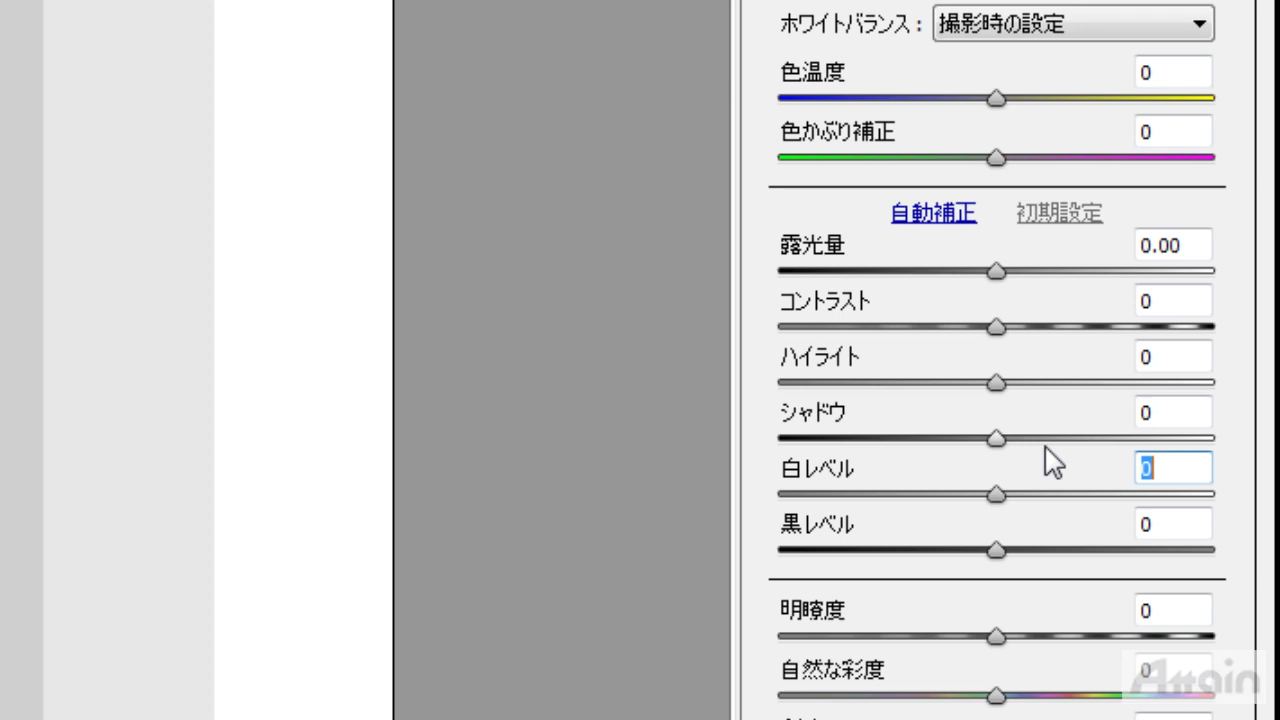 ホワイトバランス： 撮影時の設定
色温度 0
色かぶり補正 0
自動補正 初期設定
露光量 0.00
コントラスト 0
ハイライト 0
シャドウ 0
白レベル 0
黒レベル 0
明瞭度 0
自然な彩度 0
Attain